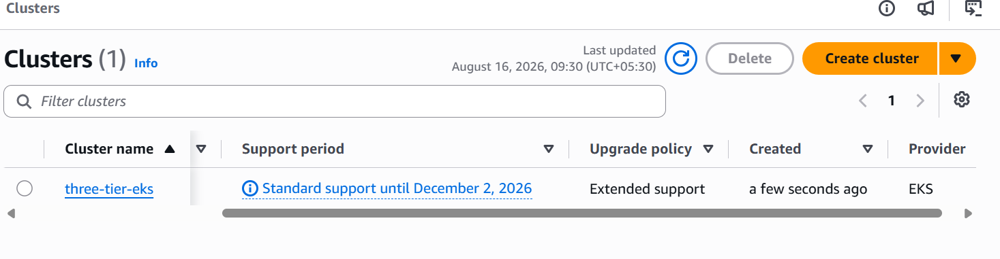 Clusters
Clusters (1) Info
Last updated
August 16, 2026, 09:30 (UTC+05:30)
Delete
Create cluster
Filter clusters
1
Cluster name Support period Upgrade policy Created Provider
three-tier-eks Standard support until December 2, 2026 Extended support a few seconds ago EKS